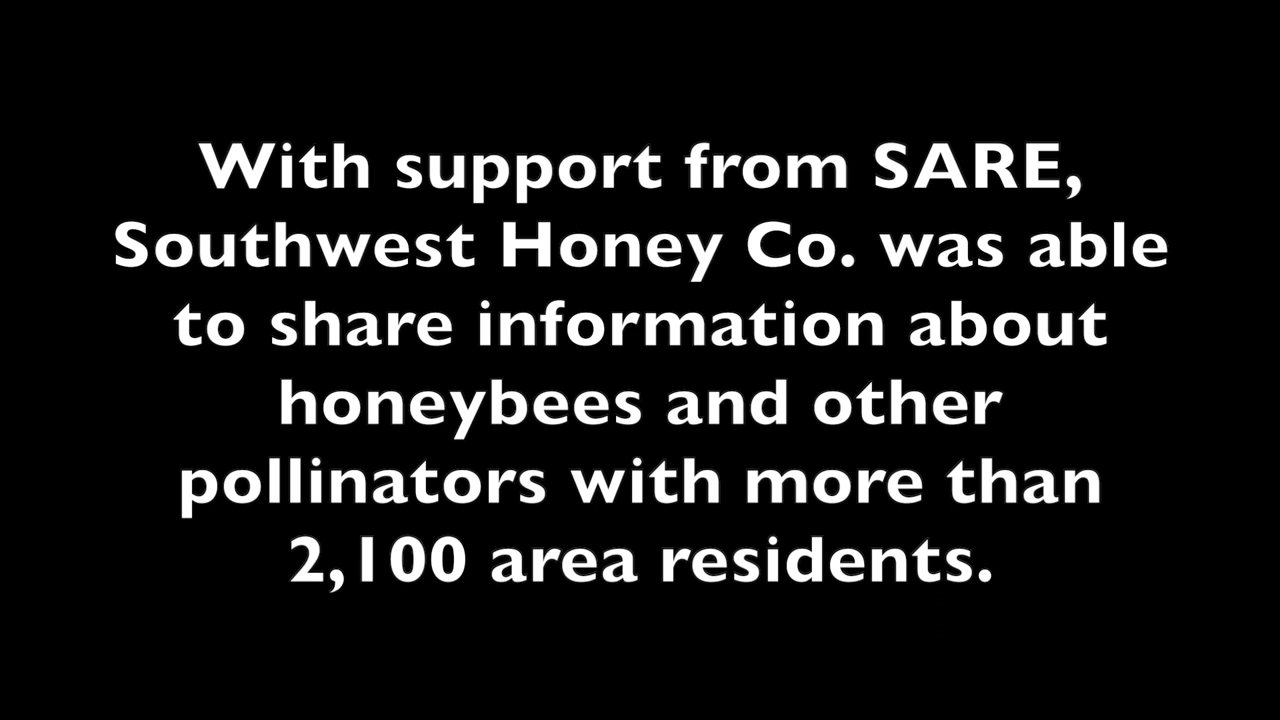 With support from SARE,
Southwest Honey Co. was able
to share information about
honeybees and other
pollinators with more than
2,100 area residents.